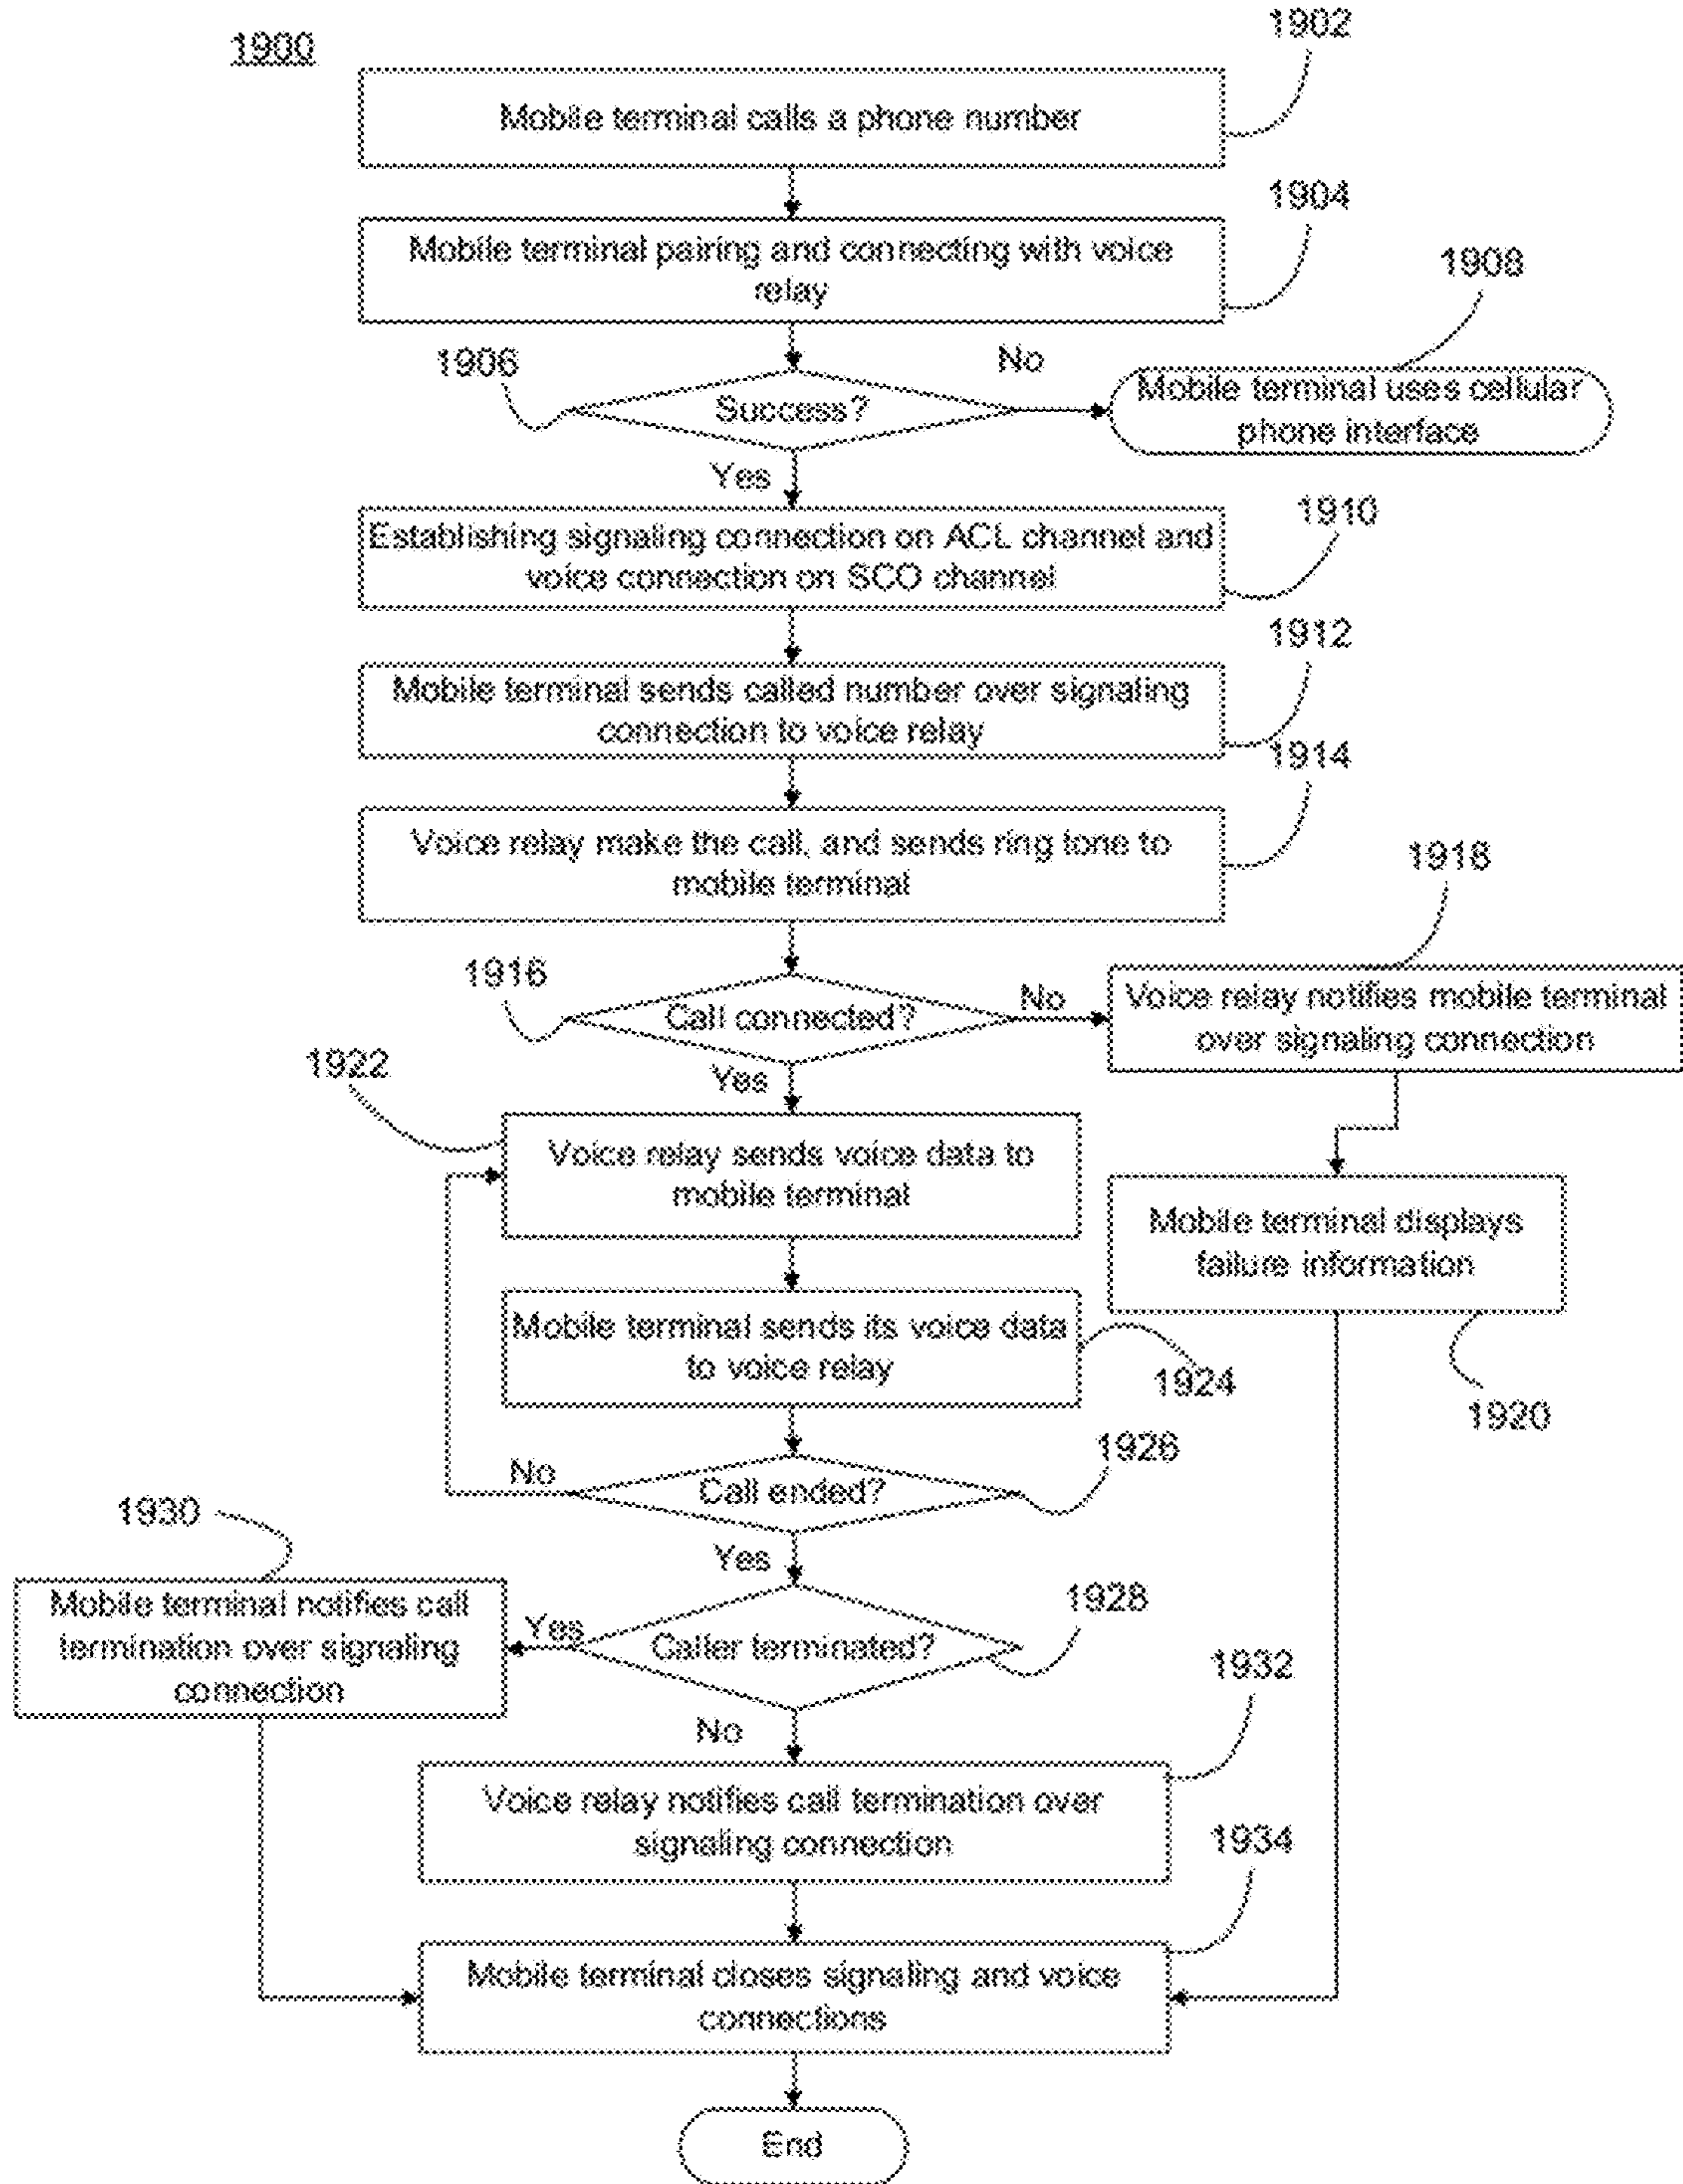 1900
1902
Mobile terminal calls a phone number
1904
Mobile terminal pairing and connecting with voice
relay
1908
1906
No
Success?
Mobile terminal uses cellular
phone interface
Yes
1910
Establishing signaling connection on ACL channel and
voice connection on SCO channel
1912
Mobile terminal sends called number over signaling
connection to voice relay
1914
Voice relay make the call, and sends ring tone to
mobile terminal
1918
1916
Call connected?
No
Voice relay notifies mobile terminal
over signaling connection
1922
Yes
Voice relay sends voice data to
mobile terminal
Mobile terminal displays
failure information
Mobile terminal sends its voice data
to voice relay
1924
1920
1926
No
Call ended?
1930
Yes
1928
Mobile terminal notifies call
termination over signaling
connection
Yes
Caller terminated?
1932
No
Voice relay notifies call termination over
signaling connection
1934
Mobile terminal closes signaling and voice
connections
End